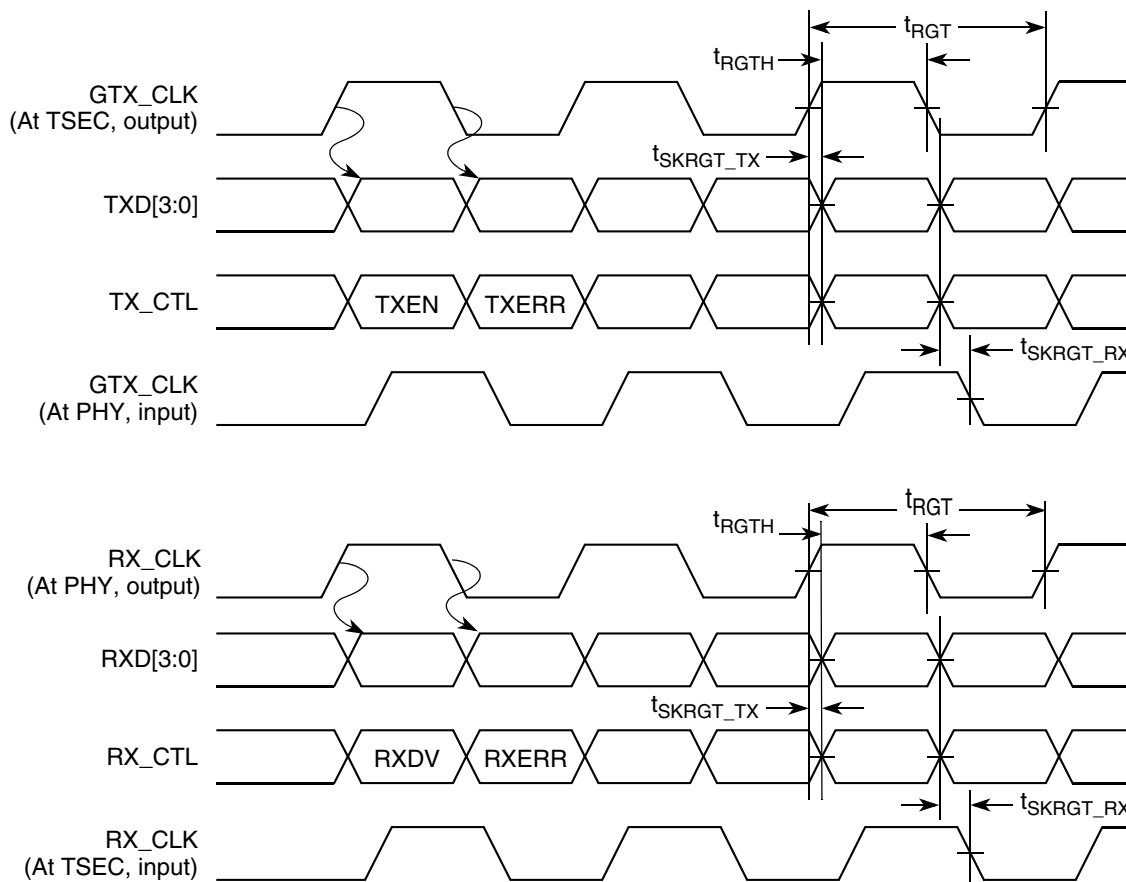 tRGT
tRGTH
GTX_CLK
(At TSEC, output)
tSKRGT_TX
TXD[3:0]
TX_CTL
TXEN
TXERR
tSKRGT_RX
GTX_CLK
(At PHY, input)
tRGT
tRGTH
RX_CLK
(At PHY, output)
RXD[3:0]
tSKRGT_TX
RX_CTL
RXDV
RXERR
tSKRGT_RX
RX_CLK
(At TSEC, input)